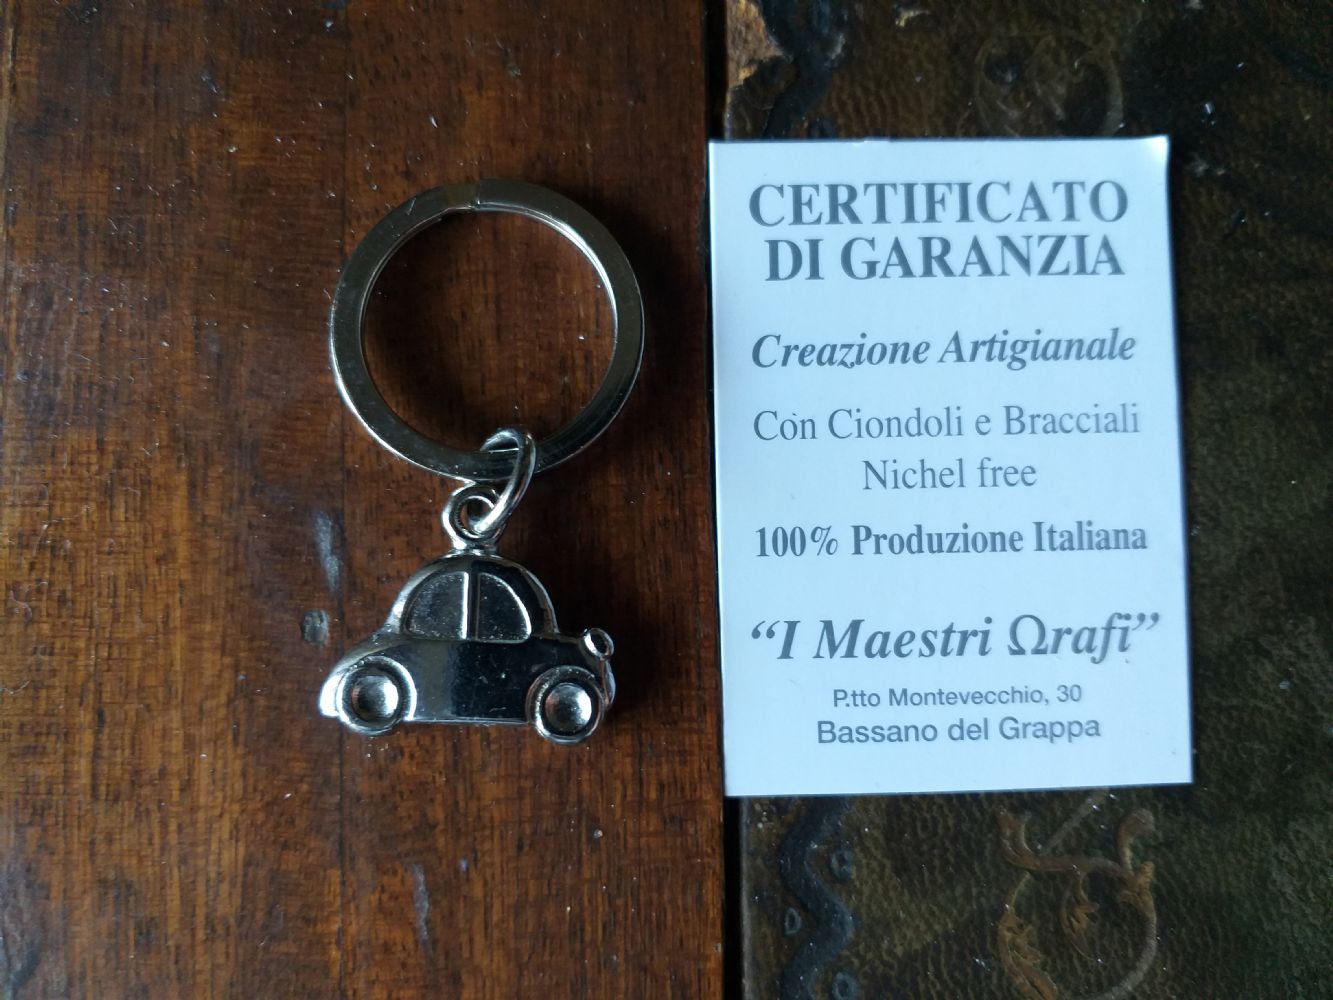 CERTIFICATO
DI GARANZIA
Creazione Artigianale
Con Ciondoli e Bracciali
Nichel free
100% Produzione Italiana
“I Maestri Ωrafi”
P.tto Montevecchio, 30
Bassano del Grappa